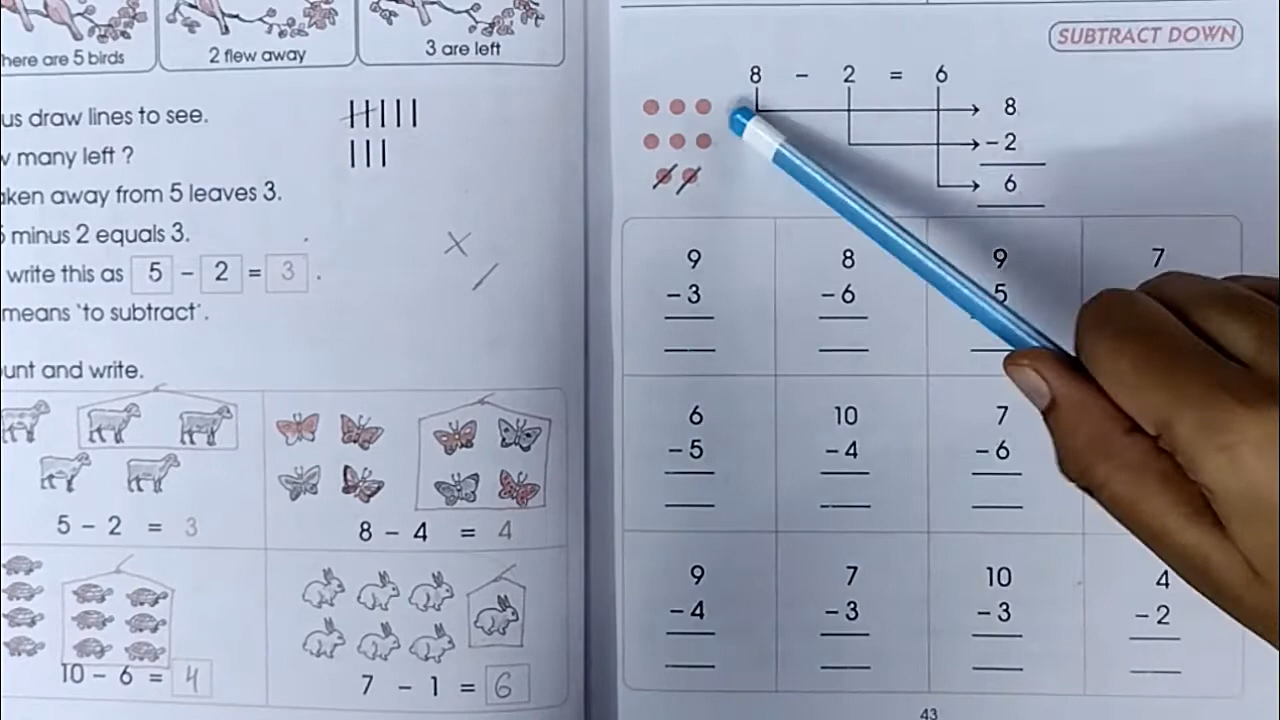 here are 5 birds
2 flew away
3 are left
us draw lines to see.
many left ?
aken away from 5 leaves 3.
minus 2 equals 3.
write this as 5 - 2 = 3 .
means 'to subtract'.
unt and write.
5 - 2 = 3
8 - 4 = 4
10 - 6 = 4
7 - 1 = 6
SUBTRACT DOWN
8 - 2 = 6
8
- 2
6
9 8 9 7
- 3 - 6 5
6 10 7
- 5 - 4 - 6
9 7 10 4
- 4 - 3 - 3 - 2
43